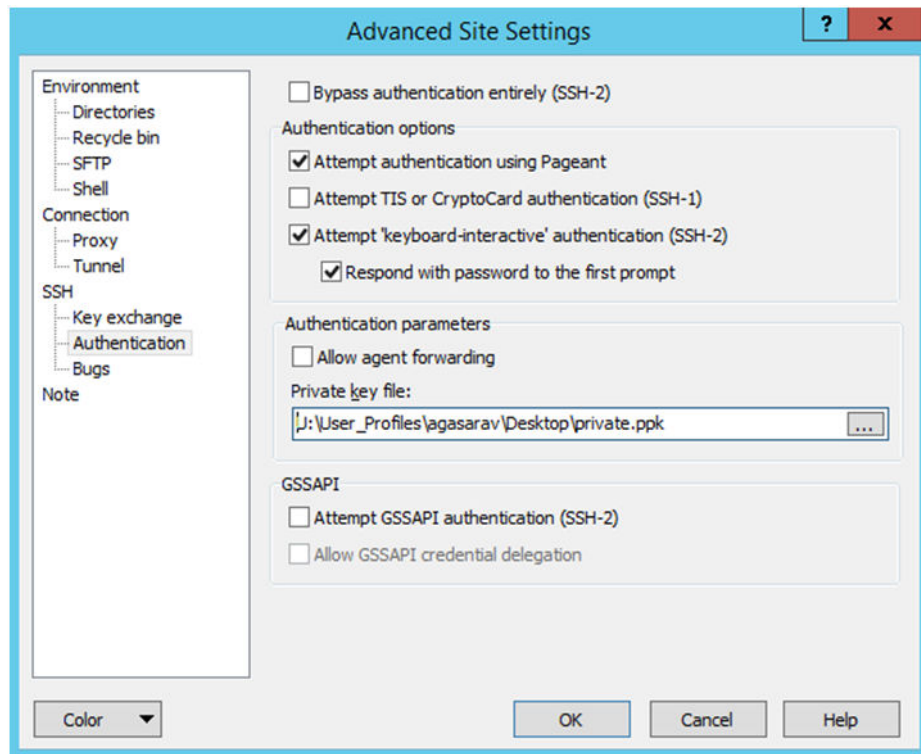 Advanced Site Settings
?
x
Environment
Directories
Recycle bin
SFTP
Shell
Connection
Proxy
Tunnel
SSH
Key exchange
Authentication
Bugs
Note
Bypass authentication entirely (SSH-2)
Authentication options
Attempt authentication using Pageant
Attempt TIS or CryptoCard authentication (SSH-1)
Attempt 'keyboard-interactive' authentication (SSH-2)
Respond with password to the first prompt
Authentication parameters
Allow agent forwarding
Private key file:
J:\User_Profiles\agasarav\Desktop\private.ppk
...
GSSAPI
Attempt GSSAPI authentication (SSH-2)
Allow GSSAPI credential delegation
Color
OK
Cancel
Help